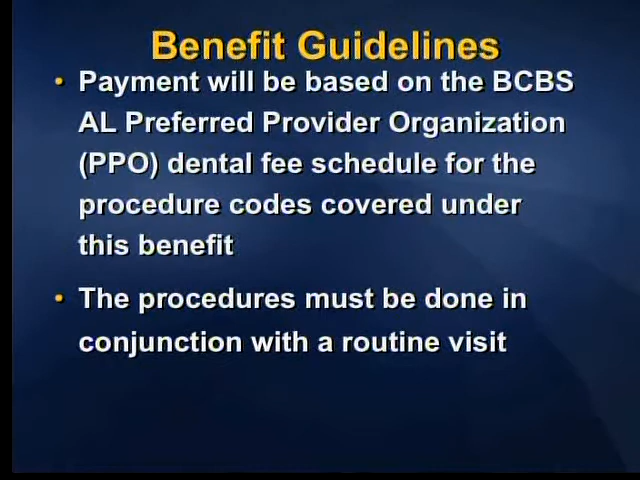 Benefit Guidelines
• Payment will be based on the BCBS
AL Preferred Provider Organization
(PPO) dental fee schedule for the
procedure codes covered under
this benefit
• The procedures must be done in
conjunction with a routine visit